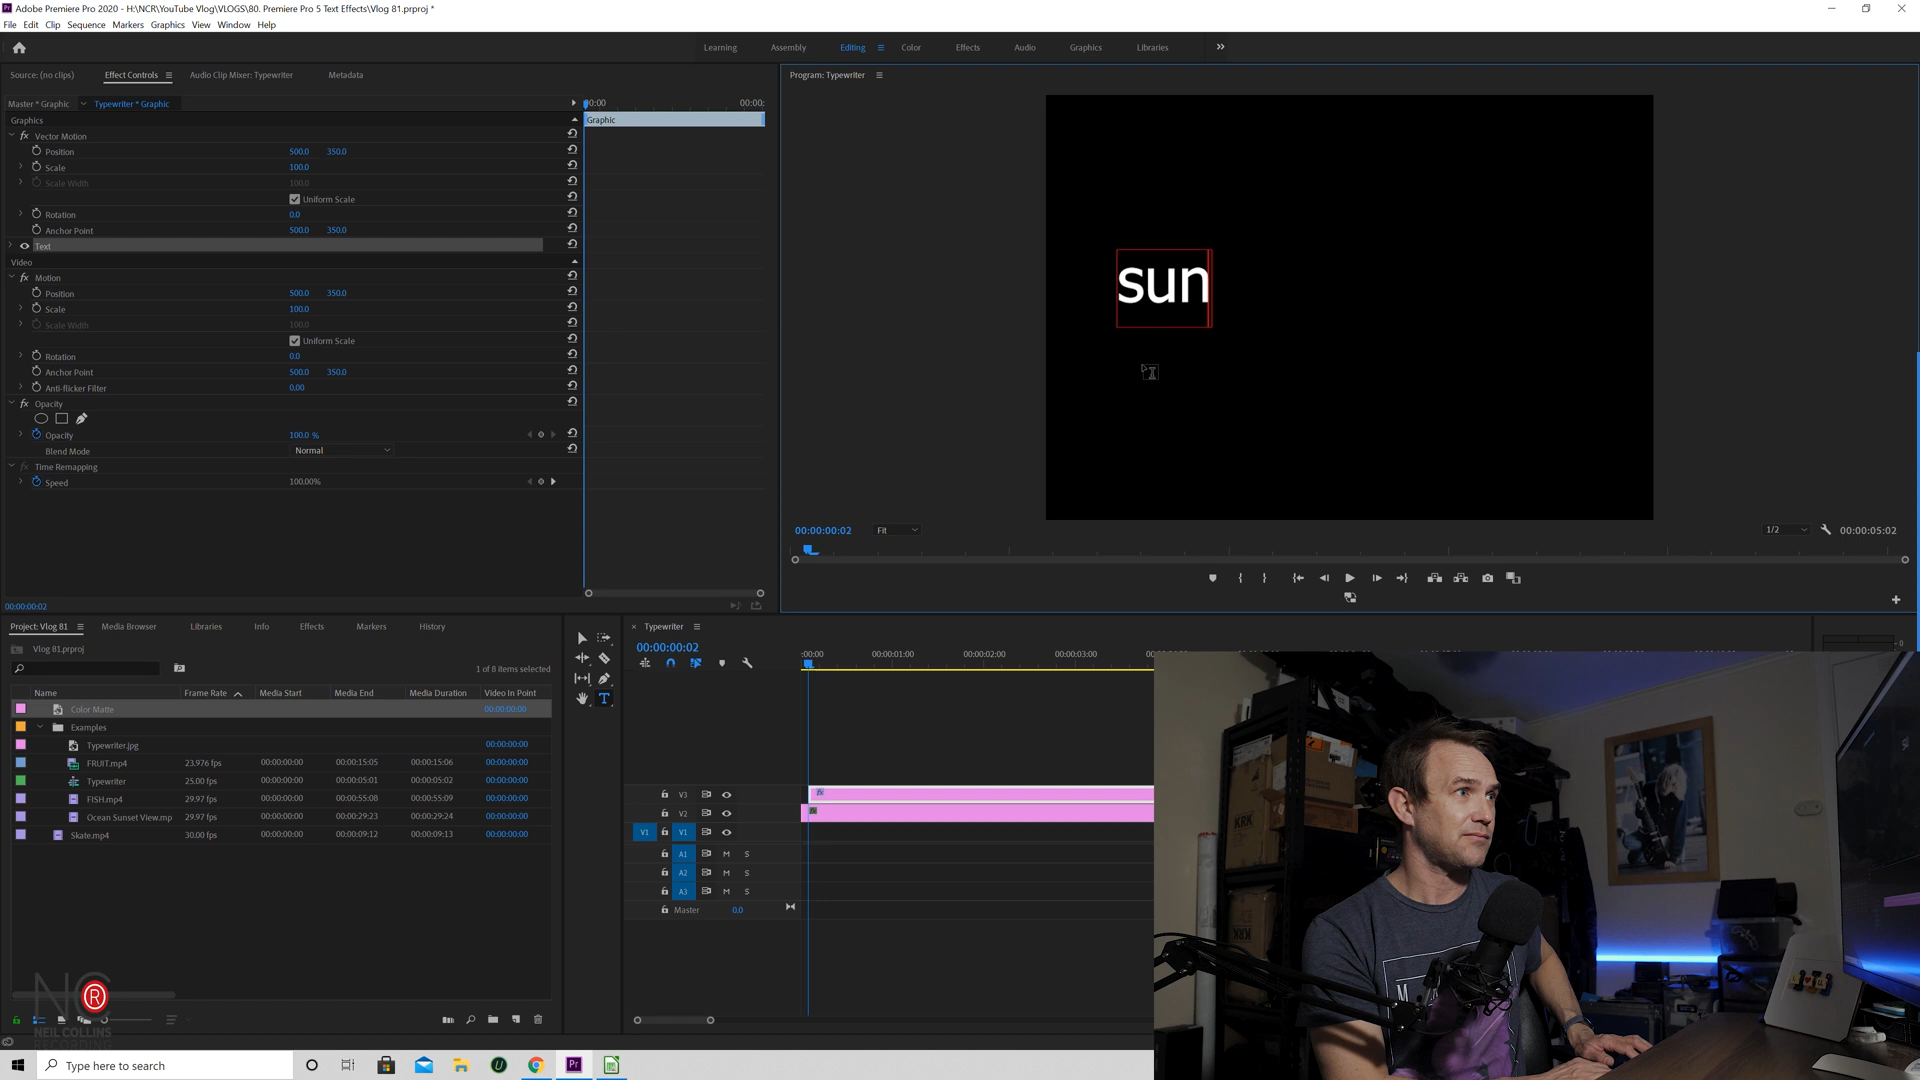 Adobe Premiere Pro 2020 - H:\NCR\YouTube Vlog\VLOGS\80. Premiere Pro 5 Text Effects\Vlog 81.prproj *
File Edit Clip Sequence Markers Graphics View Window Help
Learning Assembly Editing Color Effects Audio Graphics Libraries
Source: (no clips) Effect Controls Audio Clip Mixer: Typewriter Metadata
Master * Graphic Typewriter * Graphic
:00:00 00:00:
Graphics
Graphic
Vector Motion
Position 500.0 350.0
Scale 100.0
Scale Width 100.0
Uniform Scale
Rotation 0.0
Anchor Point 500.0 350.0
Text
Video
Motion
Position 500.0 350.0
Scale 100.0
Scale Width 100.0
Uniform Scale
Rotation 0.0
Anchor Point 500.0 350.0
Anti-flicker Filter 0.00
Opacity
Opacity 100.0 %
Blend Mode Normal
Time Remapping
Speed 100.00%
00:00:00:02
Program: Typewriter
sun
00:00:00:02 Fit 1/2 00:00:05:02
Project: Vlog 81 Media Browser Libraries Info Effects Markers History
Vlog 81.prproj
1 of 8 items selected
Name Frame Rate Media Start Media End Media Duration Video In Point
Color Matte 00:00:00:00
Examples
Typewriter.jpg 00:00:00:00
FRUIT.mp4 23.976 fps 00:00:00:00 00:00:15:05 00:00:15:06 00:00:00:00
Typewriter 25.00 fps 00:00:00:00 00:00:05:01 00:00:05:02 00:00:00:00
FISH.mp4 29.97 fps 00:00:00:00 00:00:55:08 00:00:55:09 00:00:00:00
Ocean Sunset View.mp 29.97 fps 00:00:00:00 00:00:29:23 00:00:29:24 00:00:00:00
Skate.mp4 30.00 fps 00:00:00:00 00:00:09:12 00:00:09:13 00:00:00:00
NC R
NEIL COLLINS
RECORDING
Typewriter
00:00:00:02
:00:00 00:00:01:00 00:00:02:00 00:00:03:00
V3
V2
V1 V1
A1 M S
A2 M S
A3 M S
Master 0.0
KRK
KRK
Type here to search